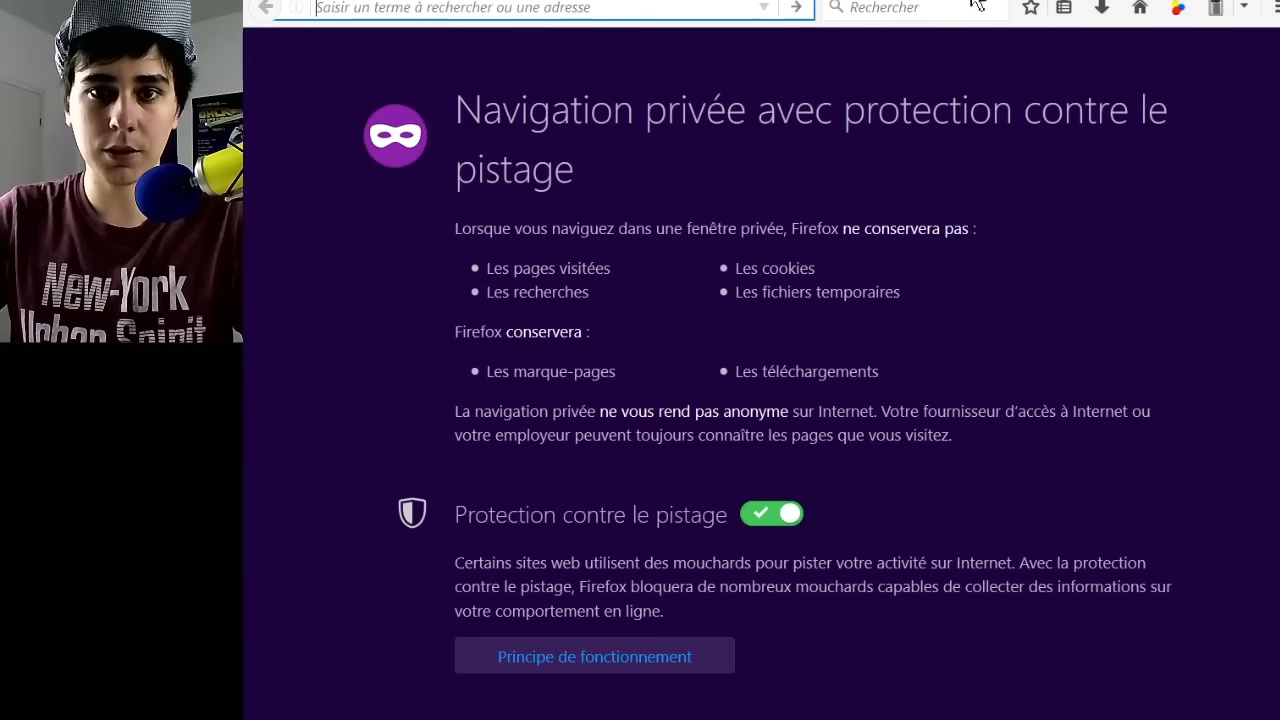 Saisir un terme à rechercher ou une adresse
Rechercher
Navigation privée avec protection contre le
pistage
Lorsque vous naviguez dans une fenêtre privée, Firefox ne conservera pas :
Les pages visitées
Les cookies
Les recherches
Les fichiers temporaires
Firefox conservera :
Les marque-pages
Les téléchargements
La navigation privée ne vous rend pas anonyme sur Internet. Votre fournisseur d'accès à Internet ou
votre employeur peuvent toujours connaître les pages que vous visitez.
Protection contre le pistage
Certains sites web utilisent des mouchards pour pister votre activité sur Internet. Avec la protection
contre le pistage, Firefox bloquera de nombreux mouchards capables de collecter des informations sur
votre comportement en ligne.
Principe de fonctionnement
New-York
Urban Spirit